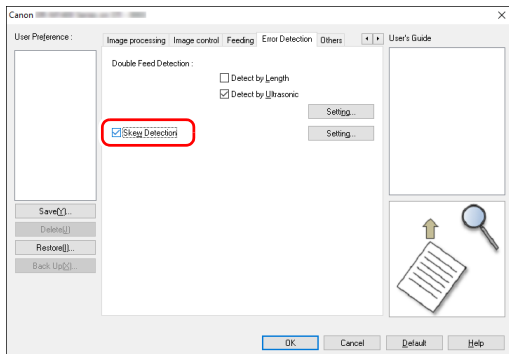 Canon
User Preference :
Image processing Image control Feeding Error Detection Others
User's Guide
Double Feed Detection :
Detect by Length
Detect by Ultrasonic
Setting...
Skew Detection
Setting...
Save(Y)...
Delete(J)
Restore(I)...
Back Up(X)...
OK Cancel Default Help